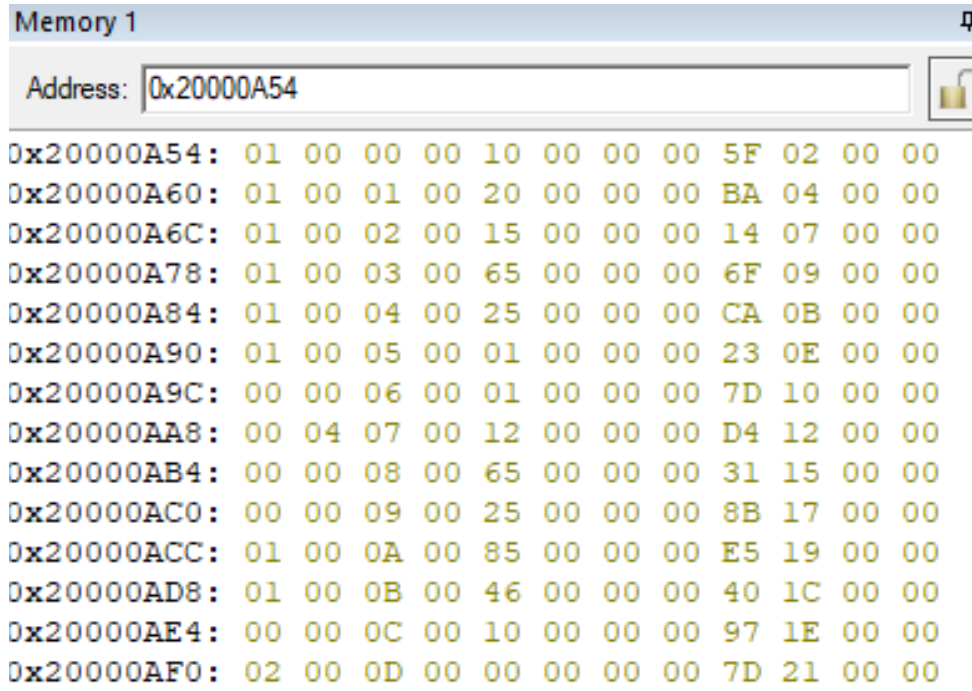 Memory 1
Address: 0x20000A54
0x20000A54: 01 00 00 00 10 00 00 00 5F 02 00 00
0x20000A60: 01 00 01 00 20 00 00 00 BA 04 00 00
0x20000A6C: 01 00 02 00 15 00 00 00 14 07 00 00
0x20000A78: 01 00 03 00 65 00 00 00 6F 09 00 00
0x20000A84: 01 00 04 00 25 00 00 00 CA 0B 00 00
0x20000A90: 01 00 05 00 01 00 00 00 23 0E 00 00
0x20000A9C: 00 00 06 00 01 00 00 00 7D 10 00 00
0x20000AA8: 00 04 07 00 12 00 00 00 D4 12 00 00
0x20000AB4: 00 00 08 00 65 00 00 00 31 15 00 00
0x20000AC0: 00 00 09 00 25 00 00 00 8B 17 00 00
0x20000ACC: 01 00 0A 00 85 00 00 00 E5 19 00 00
0x20000AD8: 01 00 0B 00 46 00 00 00 40 1C 00 00
0x20000AE4: 00 00 0C 00 10 00 00 00 97 1E 00 00
0x20000AF0: 02 00 0D 00 00 00 00 00 7D 21 00 00